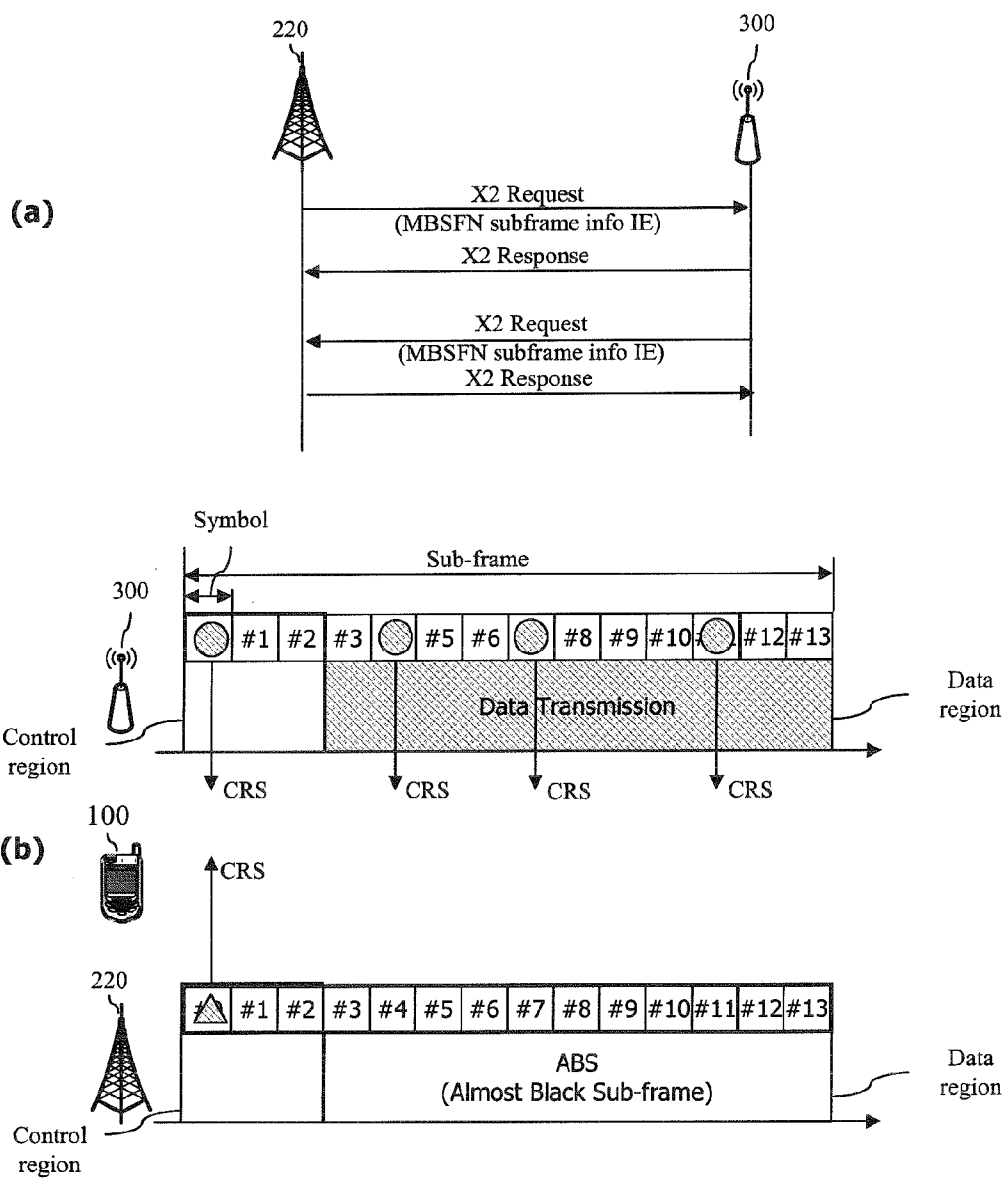 220
300
(a)
X2 Request
(MBSFN subframe info IE)
X2 Response
X2 Request
(MBSFN subframe info IE)
X2 Response
Symbol
Sub-frame
300
#1 #2 #3 #5 #6 #8 #9 #10 #12 #13
Data Transmission
Data
region
Control
region
CRS CRS CRS CRS
100
(b)
CRS
220
#1 #2 #3 #4 #5 #6 #7 #8 #9 #10 #11 #12 #13
ABS
(Almost Black Sub-frame)
Data
region
Control
region